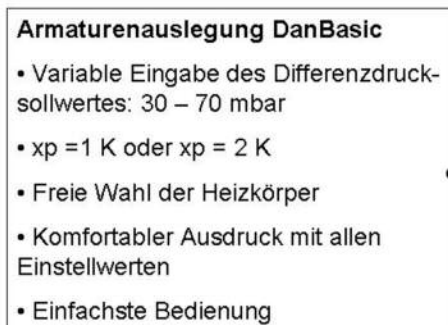 Armaturenauslegung DanBasic
• Variable Eingabe des Differenzdruck-
sollwertes: 30 – 70 mbar
• xp =1 K oder xp = 2 K
• Freie Wahl der Heizkörper
• Komfortabler Ausdruck mit allen
Einstellwerten
• Einfachste Bedienung